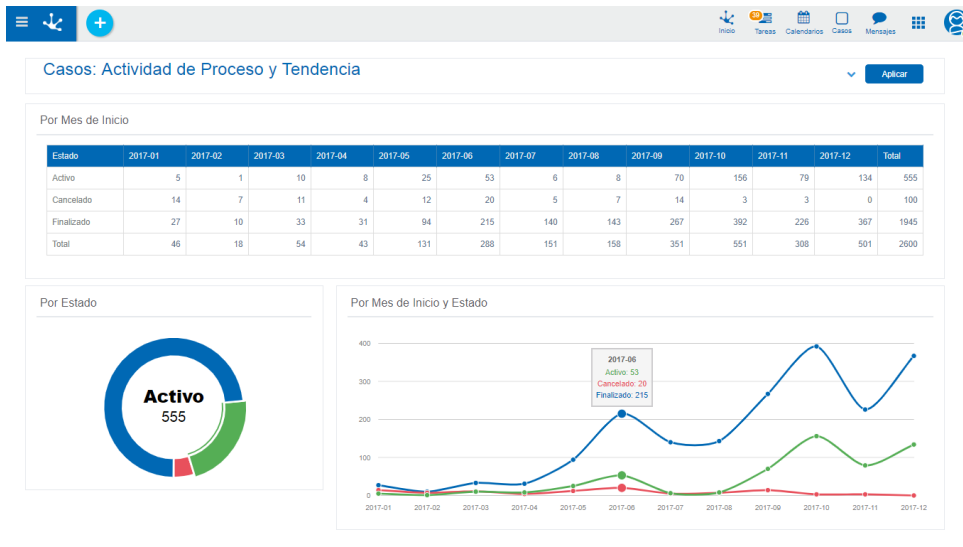 Inicio
39
Tareas
Calendarios
Casos
Mensajes
Casos: Actividad de Proceso y Tendencia
Aplicar
Por Mes de Inicio
Estado 2017-01 2017-02 2017-03 2017-04 2017-05 2017-06 2017-07 2017-08 2017-09 2017-10 2017-11 2017-12 Total
Activo 5 1 10 8 25 53 6 8 70 156 79 134 555
Cancelado 14 7 11 4 12 20 5 7 14 3 3 0 100
Finalizado 27 10 33 31 94 215 140 143 267 392 226 367 1945
Total 46 18 54 43 131 288 151 158 351 551 308 501 2600
Por Estado
Activo
555
Por Mes de Inicio y Estado
400
300
200
100
0
2017-06
Activo: 53
Cancelado: 20
Finalizado: 215
2017-01 2017-02 2017-03 2017-04 2017-05 2017-06 2017-07 2017-08 2017-09 2017-10 2017-11 2017-12